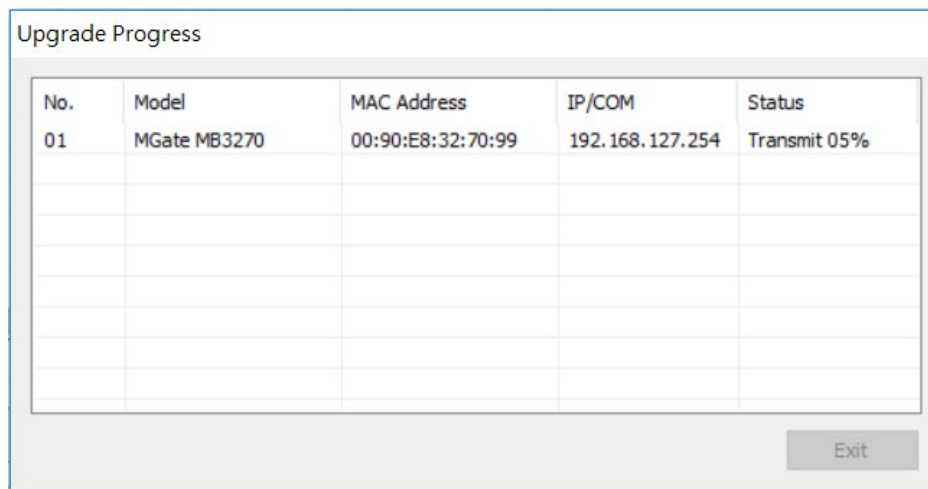 Upgrade Progress
No. Model MAC Address IP/COM Status
01 MGate MB3270 00:90:E8:32:70:99 192.168.127.254 Transmit 05%
Exit